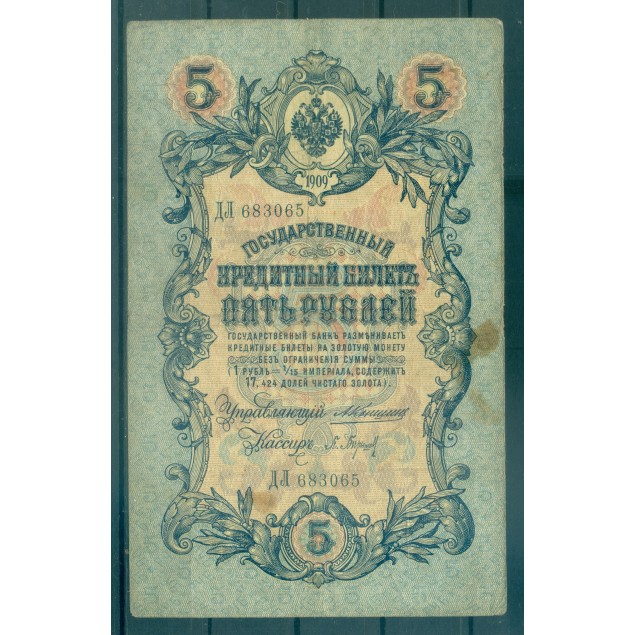 5 5
1909
ДЛ 683065
ГОСУДАРСТВЕННЫЙ
КРЕДИТНЫЙ БИЛЕТЪ
ПЯТЬ РУБЛЕЙ
ГОСУДАРСТВЕННЫЙ БАНКЪ РАЗМѢНИВАЕТЪ
КРЕДИТНЫЕ БИЛЕТЫ НА ЗОЛОТУЮ МОНЕТУ
БЕЗЪ ОГРАНИЧЕНІЯ СУММЫ
(1 РУБЛЬ = 1/15 ИМПЕРІАЛА, СОДЕРЖИТЪ
17,424 ДОЛЕЙ ЧИСТАГО ЗОЛОТА).
Управляющій
Кассиръ
ДЛ 683065
5